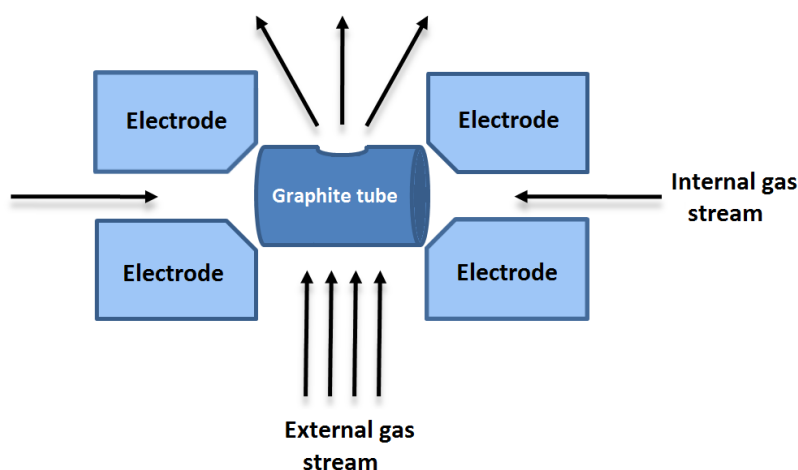 Electrode
Electrode
Graphite tube
Internal gas
stream
Electrode
Electrode
External gas
stream